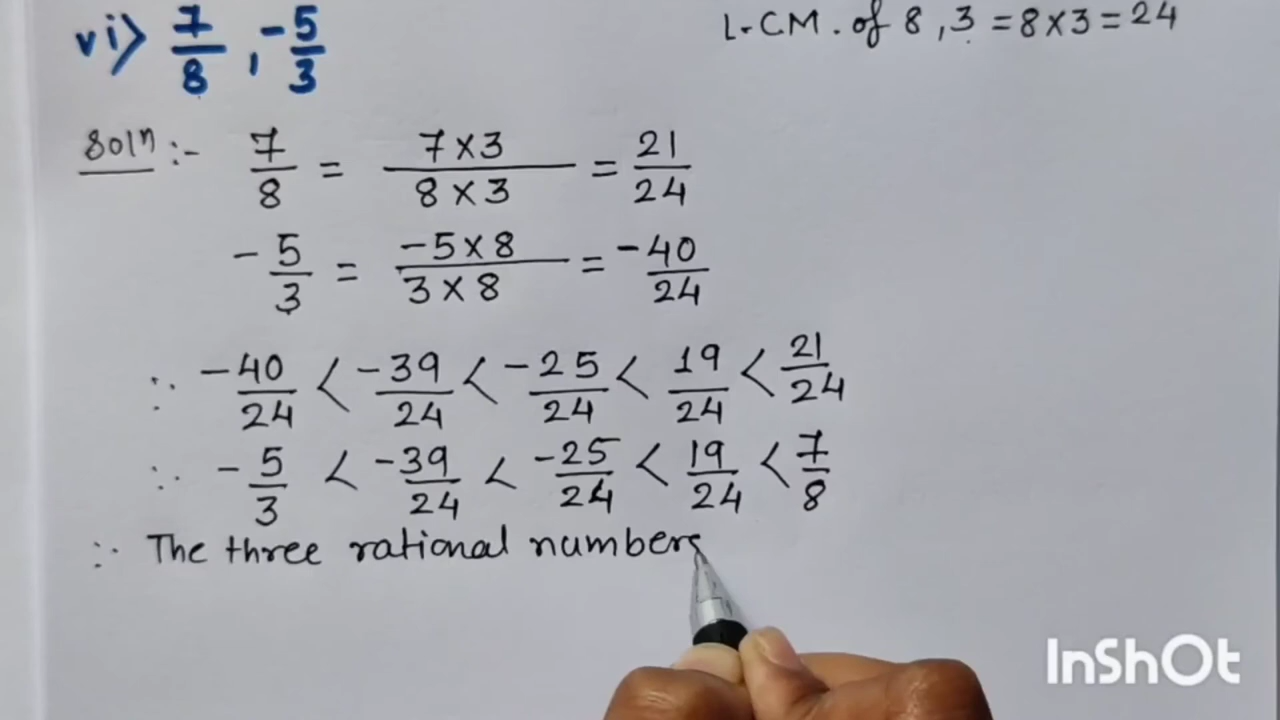 vi> 7/8 , -5/3
L.C.M. of 8, 3 = 8 × 3 = 24
Soln :- 7/8 = 7 × 3 / 8 × 3 = 21/24
-5/3 = -5 × 8 / 3 × 8 = -40/24
∴ -40/24 < -39/24 < -25/24 < 19/24 < 21/24
∴ -5/3 < -39/24 < -25/24 < 19/24 < 7/8
∴ The three rational numbers
InShOt